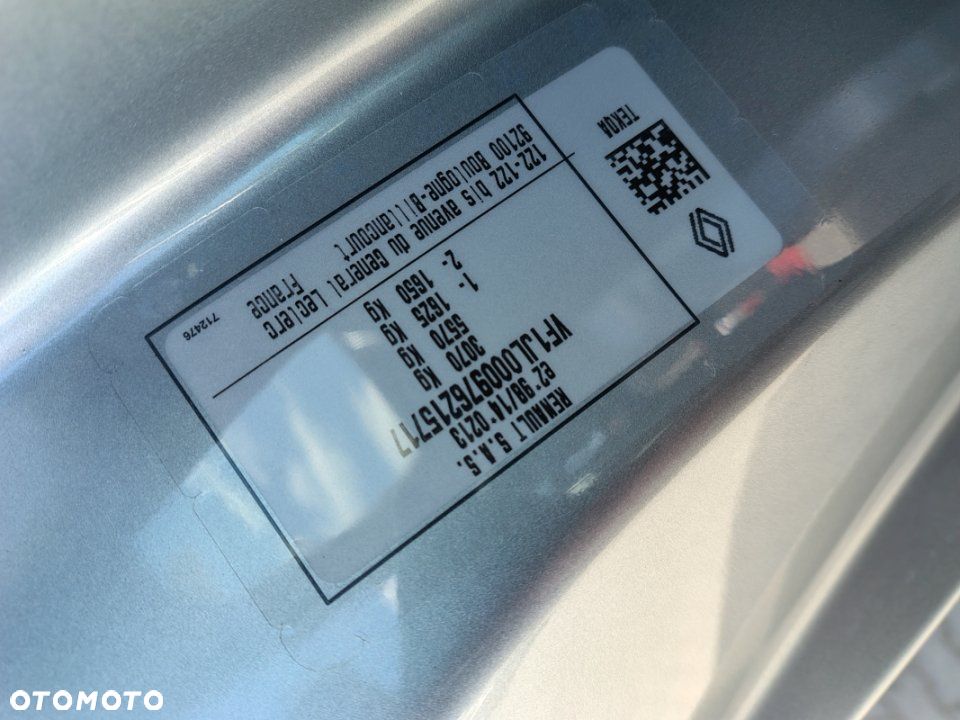 RENAULT S.A.S.
e2*98/14*0213
VF1JL000976215717
3070 kg
5570 kg
1- 1625 kg
2- 1650 kg
122-122 bis avenue du General Leclerc
92100 Boulogne-Billancourt
France
712476
TEKOM
OTOMOTO